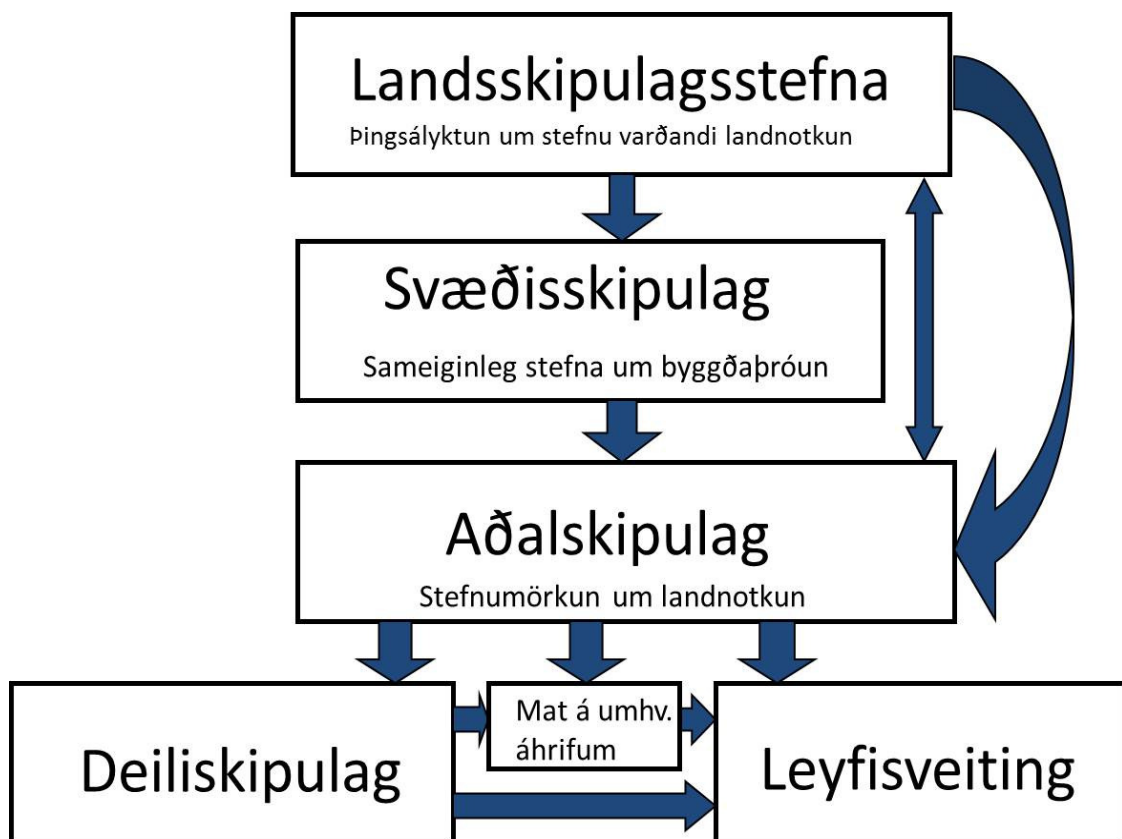 Landsskipulagsstefna
Þingsályktun um stefnu varðandi landnotkun
Svæðisskipulag
Sameiginleg stefna um byggðaþróun
Aðalskipulag
Stefnumörkun um landnotkun
Deiliskipulag
Mat á umhv.
áhrifum
Leyfisveiting